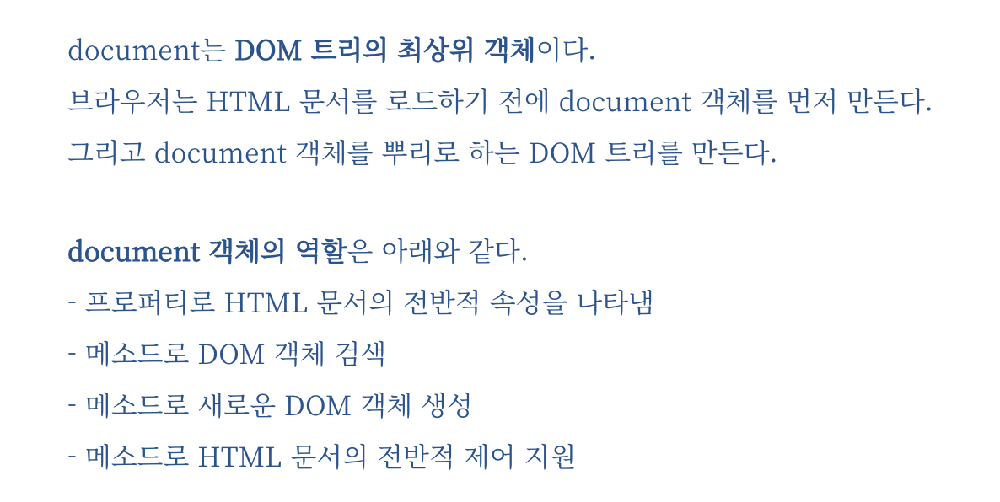 document는 DOM 트리의 최상위 객체이다.
브라우저는 HTML 문서를 로드하기 전에 document 객체를 먼저 만든다.
그리고 document 객체를 뿌리로 하는 DOM 트리를 만든다.
document 객체의 역할은 아래와 같다.
- 프로퍼티로 HTML 문서의 전반적 속성을 나타냄
- 메소드로 DOM 객체 검색
- 메소드로 새로운 DOM 객체 생성
- 메소드로 HTML 문서의 전반적 제어 지원